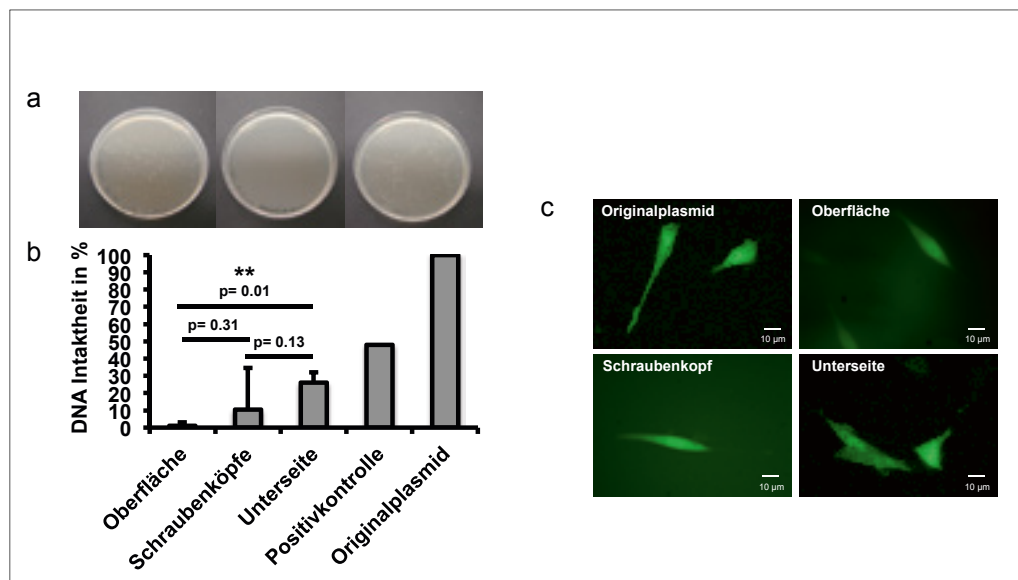 a
b
DNA Intaktheit in %
100
90
80
70
60
50
40
30
20
10
0
**
p= 0.01
p= 0.31
p= 0.13
Oberfläche
Schraubenköpfe
Unterseite
Positivkontrolle
Originalplasmid
c
Originalplasmid
10 µm
Oberfläche
10 µm
Schraubenkopf
10 µm
Unterseite
10 µm